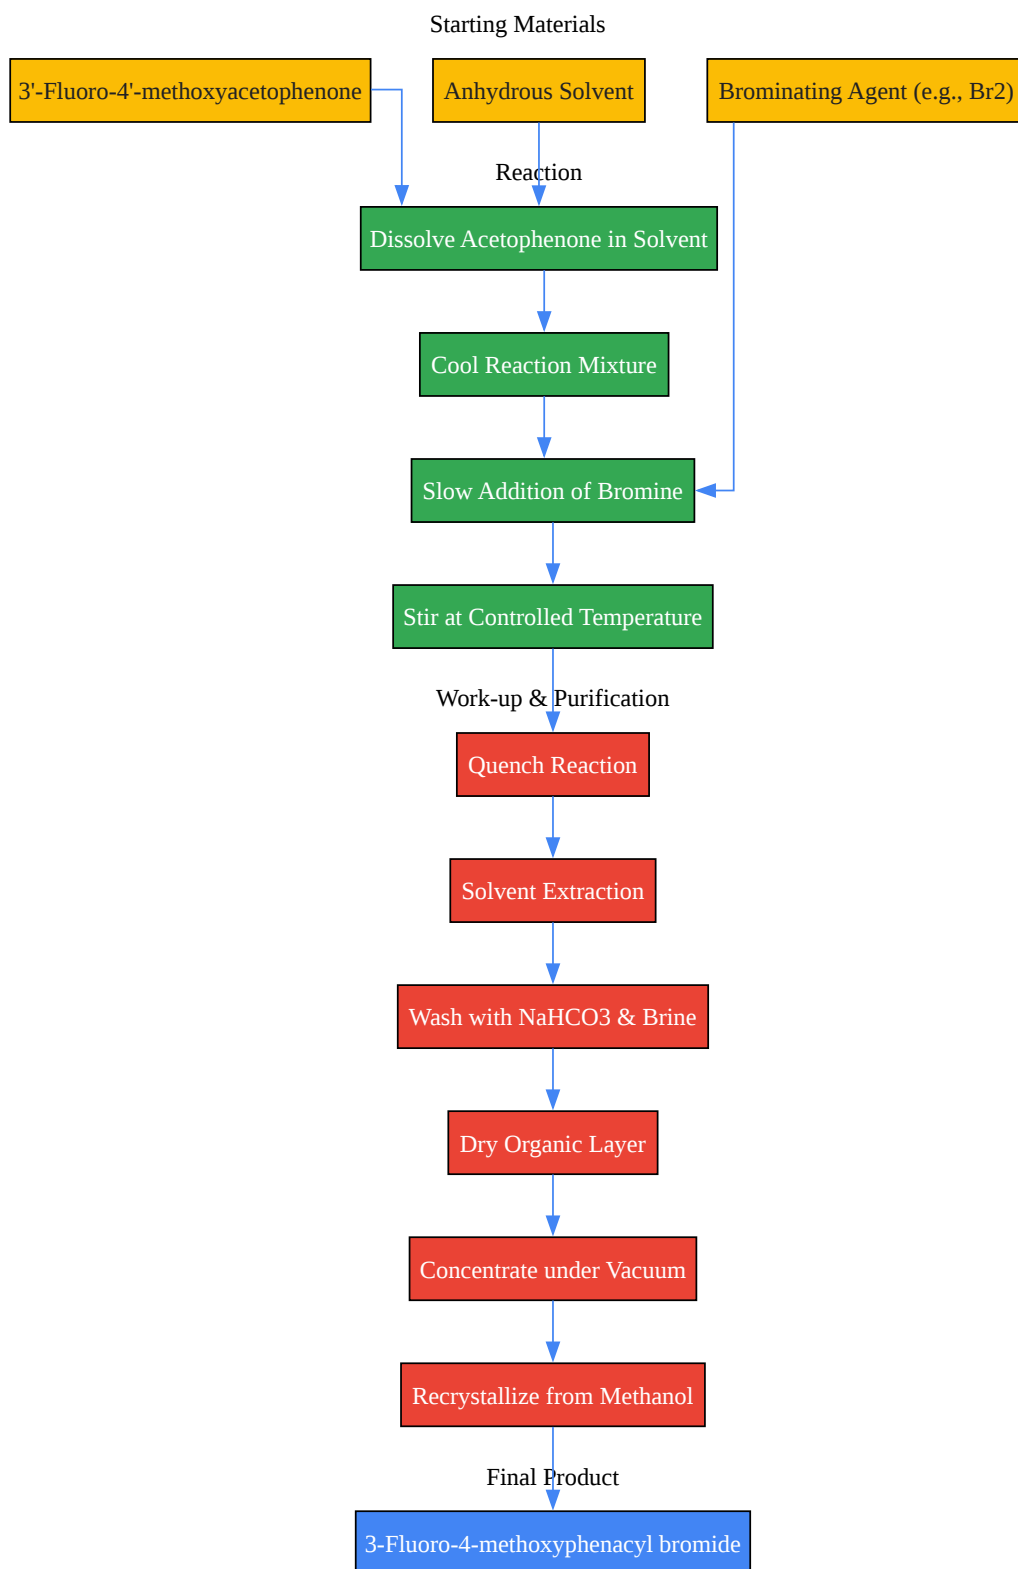 Starting Materials
3'-Fluoro-4'-methoxyacetophenone
Anhydrous Solvent
Brominating Agent (e.g., Br2)
Reaction
Dissolve Acetophenone in Solvent
Cool Reaction Mixture
Slow Addition of Bromine
Stir at Controlled Temperature
Work-up & Purification
Quench Reaction
Solvent Extraction
Wash with NaHCO3 & Brine
Dry Organic Layer
Concentrate under Vacuum
Recrystallize from Methanol
Final Product
3-Fluoro-4-methoxyphenacyl bromide